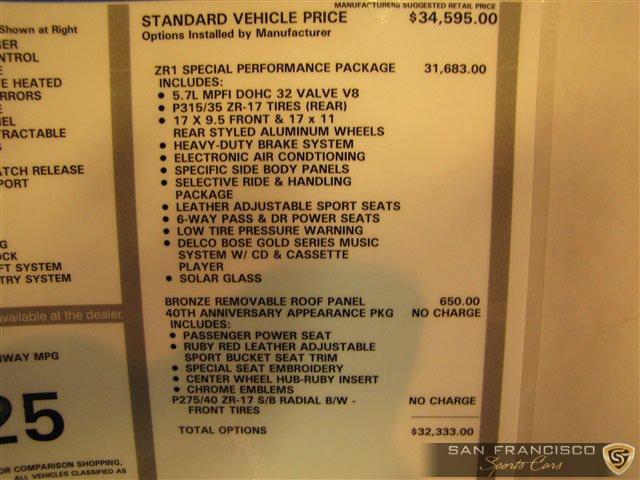 MANUFACTURERS SUGGESTED RETAIL PRICE
Shown at Right
STANDARD VEHICLE PRICE $34,595.00
Options Installed by Manufacturer
GER
NTROL
E
E HEATED
RRORS
E
EL
TRACTABLE
S
ATCH RELEASE
PORT
G
OCK
FT SYSTEM
TRY SYSTEM
available at the dealer.
WAY MPG
25
OR COMPARISON SHOPPING,
ALL VEHICLES CLASSIFIED AS
ZR1 SPECIAL PERFORMANCE PACKAGE 31,683.00
INCLUDES:
• 5.7L MPFI DOHC 32 VALVE V8
• P315/35 ZR-17 TIRES (REAR)
• 17 X 9.5 FRONT & 17 x 11
REAR STYLED ALUMINUM WHEELS
• HEAVY-DUTY BRAKE SYSTEM
• ELECTRONIC AIR CONDTIONING
• SPECIFIC SIDE BODY PANELS
• SELECTIVE RIDE & HANDLING
PACKAGE
• LEATHER ADJUSTABLE SPORT SEATS
• 6-WAY PASS & DR POWER SEATS
• LOW TIRE PRESSURE WARNING
• DELCO BOSE GOLD SERIES MUSIC
SYSTEM W/ CD & CASSETTE
PLAYER
• SOLAR GLASS
BRONZE REMOVABLE ROOF PANEL 650.00
40TH ANNIVERSARY APPEARANCE PKG NO CHARGE
INCLUDES:
• PASSENGER POWER SEAT
• RUBY RED LEATHER ADJUSTABLE
SPORT BUCKET SEAT TRIM
• SPECIAL SEAT EMBROIDERY
• CENTER WHEEL HUB-RUBY INSERT
• CHROME EMBLEMS
P275/40 ZR-17 S/B RADIAL B/W - NO CHARGE
FRONT TIRES
TOTAL OPTIONS $32,333.00
SAN FRANCISCO
Sports Cars